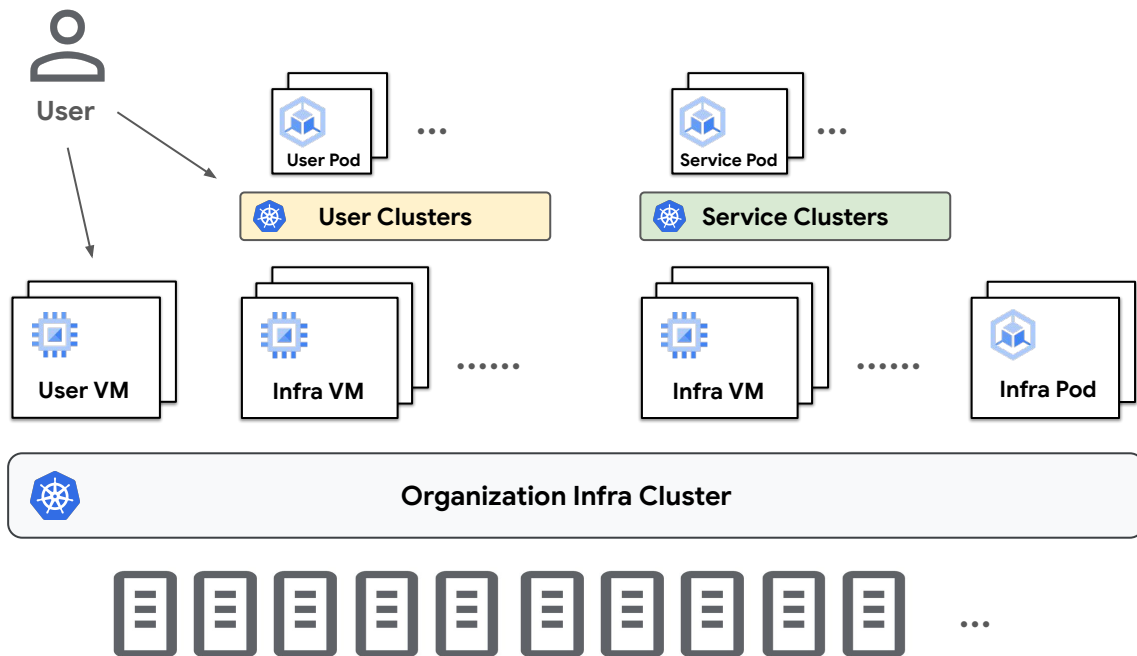 User
User Pod
...
Service Pod
...
User Clusters
Service Clusters
User VM
Infra VM
......
Infra VM
......
Infra Pod
Organization Infra Cluster
...